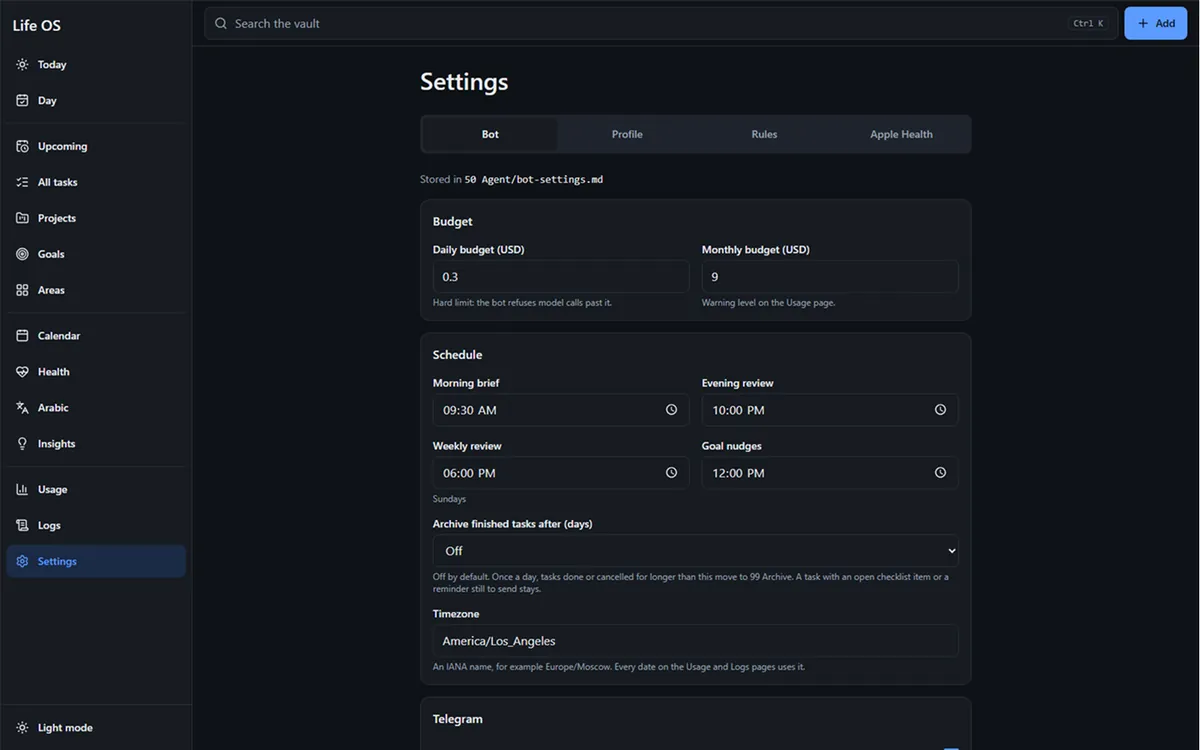 Life OS
Search the vault
Ctrl K
+ Add
Today
Day
Upcoming
All tasks
Projects
Goals
Areas
Calendar
Health
Arabic
Insights
Usage
Logs
Settings
Light mode
Settings
Bot
Profile
Rules
Apple Health
Stored in 50 Agent/bot-settings.md
Budget
Daily budget (USD)
0.3
Hard limit: the bot refuses model calls past it.
Monthly budget (USD)
9
Warning level on the Usage page.
Schedule
Morning brief
09:30 AM
Evening review
10:00 PM
Weekly review
06:00 PM
Sundays
Goal nudges
12:00 PM
Archive finished tasks after (days)
Off
Off by default. Once a day, tasks done or cancelled for longer than this move to 99 Archive. A task with an open checklist item or a
reminder still to send stays.
Timezone
America/Los_Angeles
An IANA name, for example Europe/Moscow. Every date on the Usage and Logs pages uses it.
Telegram